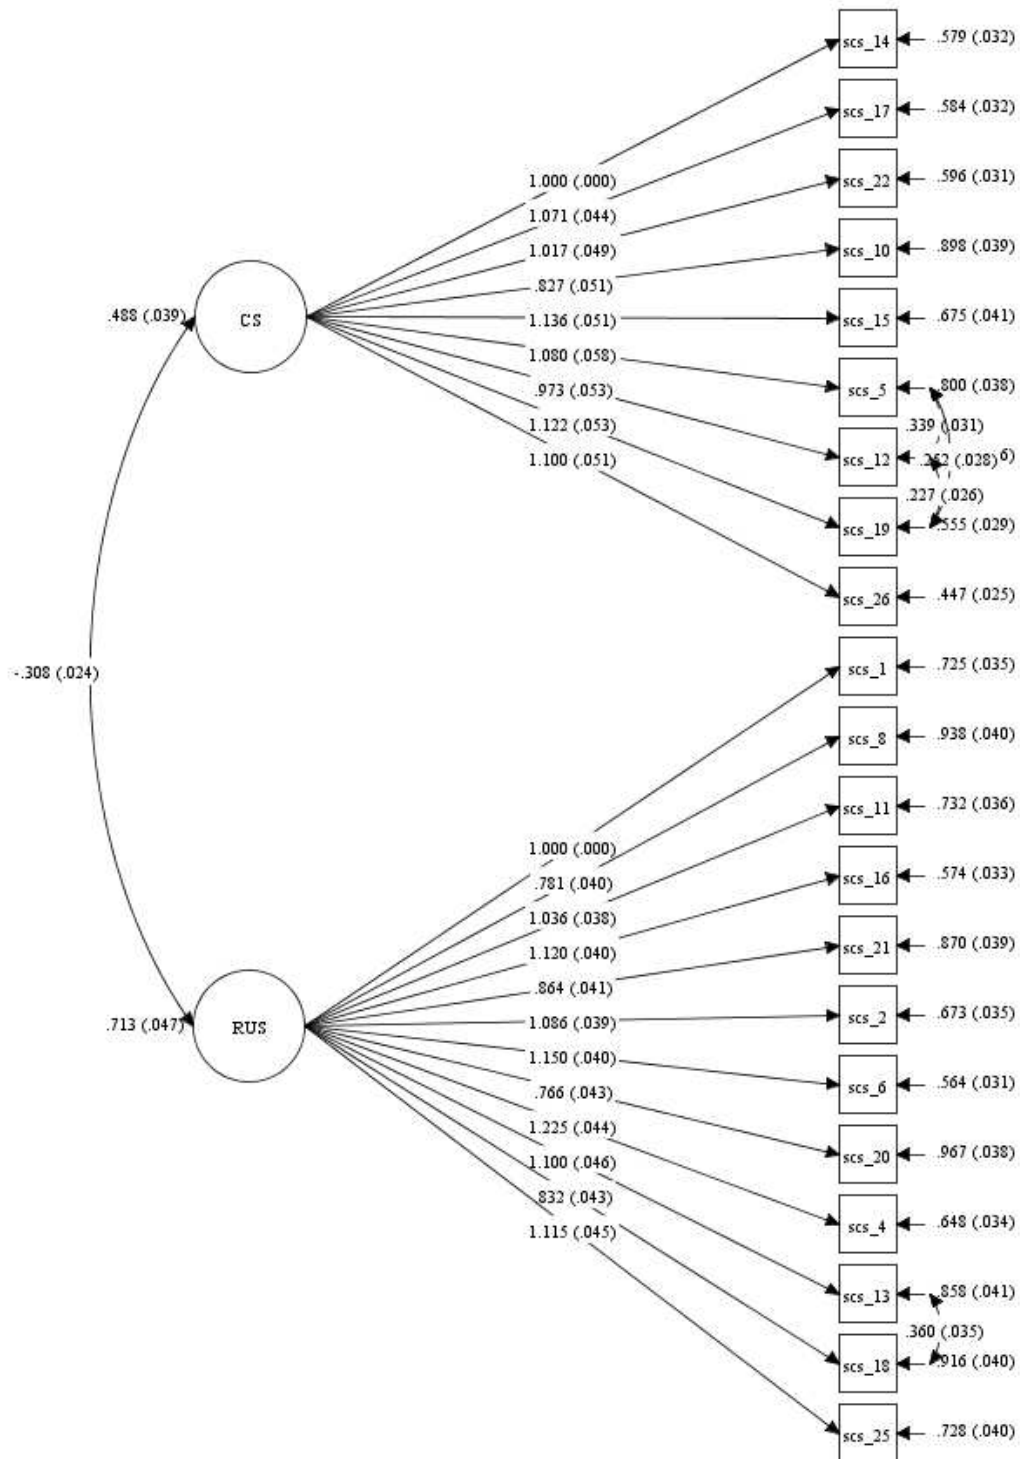 scs_14 .579 (.032)
scs_17 .584 (.032)
1.000 (.000)
scs_22 .596 (.031)
1.071 (.044)
1.017 (.049)
scs_10 .898 (.039)
.827 (.051)
.488 (.039) CS
1.136 (.051)
scs_15 .675 (.041)
1.080 (.058)
.973 (.053)
scs_5 .800 (.038)
1.122 (.053)
.339 (.031)
1.100 (.051)
scs_12 (.028) 6)
.227 (.026)
scs_19 .555 (.029)
scs_26 .447 (.025)
-.308 (.024)
scs_1 .725 (.035)
scs_8 .938 (.040)
scs_11 .732 (.036)
1.000 (.000)
.781 (.040)
scs_16 .574 (.033)
1.036 (.038)
1.120 (.040)
scs_21 .870 (.039)
.864 (.041)
.713 (.047) RUS
1.086 (.039)
scs_2 .673 (.035)
1.150 (.040)
.766 (.043)
scs_6 .564 (.031)
1.225 (.044)
1.100 (.046)
scs_20 .967 (.038)
.832 (.043)
1.115 (.045)
scs_4 .648 (.034)
scs_13 .858 (.041)
.360 (.035)
scs_18 .916 (.040)
scs_25 .728 (.040)